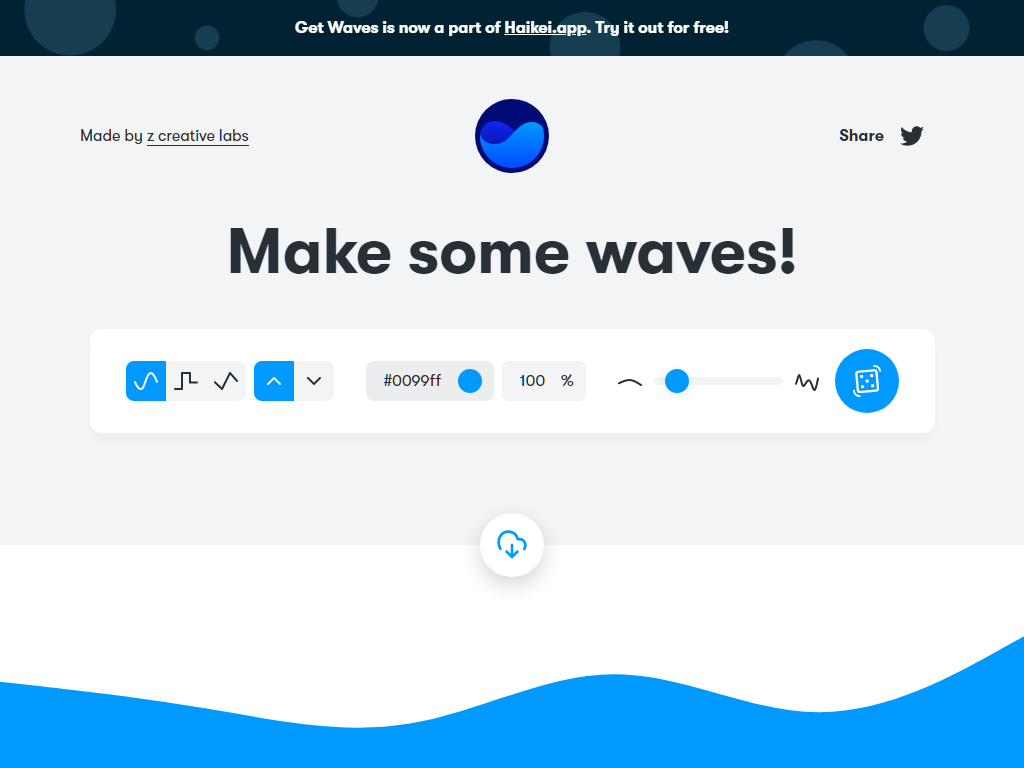 Get Waves is now a part of Haikei.app. Try it out for free!
Made by z creative labs
Share
Make some waves!
#0099ff
100 %